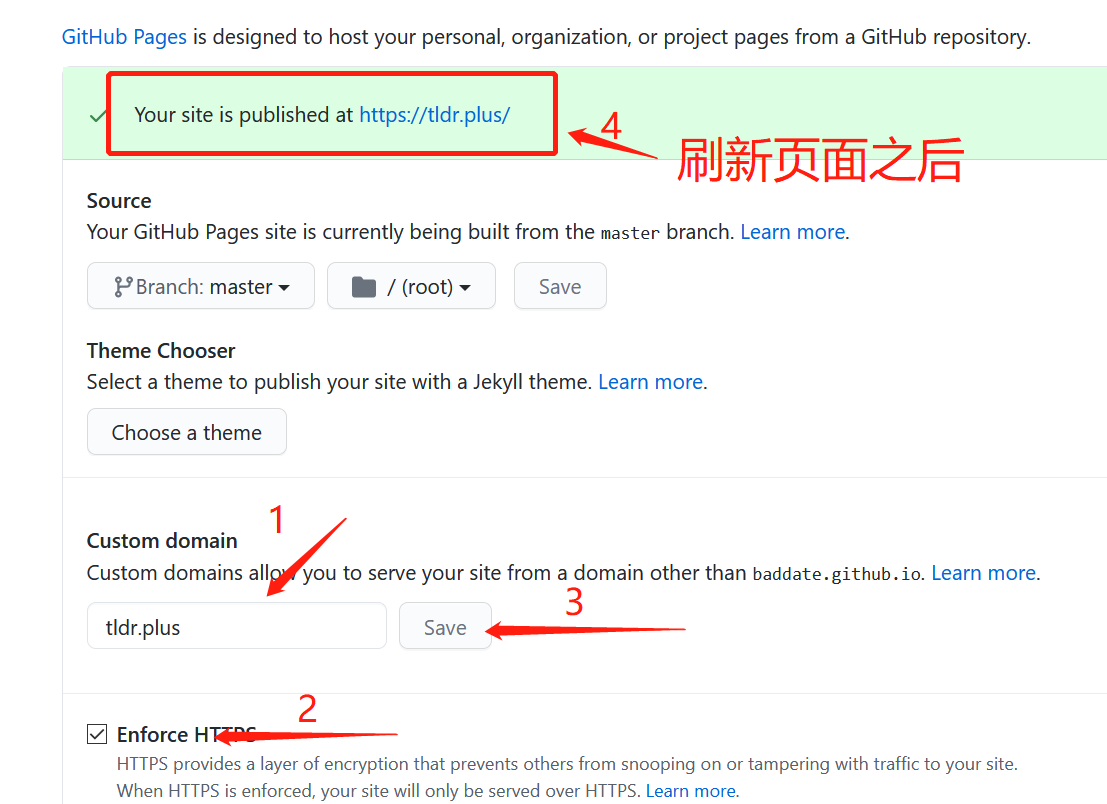 GitHub Pages is designed to host your personal, organization, or project pages from a GitHub repository.
Your site is published at https://tldr.plus/
4
刷新页面之后
Source
Your GitHub Pages site is currently being built from the master branch. Learn more.
Branch: master
/ (root)
Save
Theme Chooser
Select a theme to publish your site with a Jekyll theme. Learn more.
Choose a theme
1
Custom domain
Custom domains allow you to serve your site from a domain other than baddate.github.io. Learn more.
tldr.plus
Save
3
2
Enforce HTTPS
HTTPS provides a layer of encryption that prevents others from snooping on or tampering with traffic to your site.
When HTTPS is enforced, your site will only be served over HTTPS. Learn more.